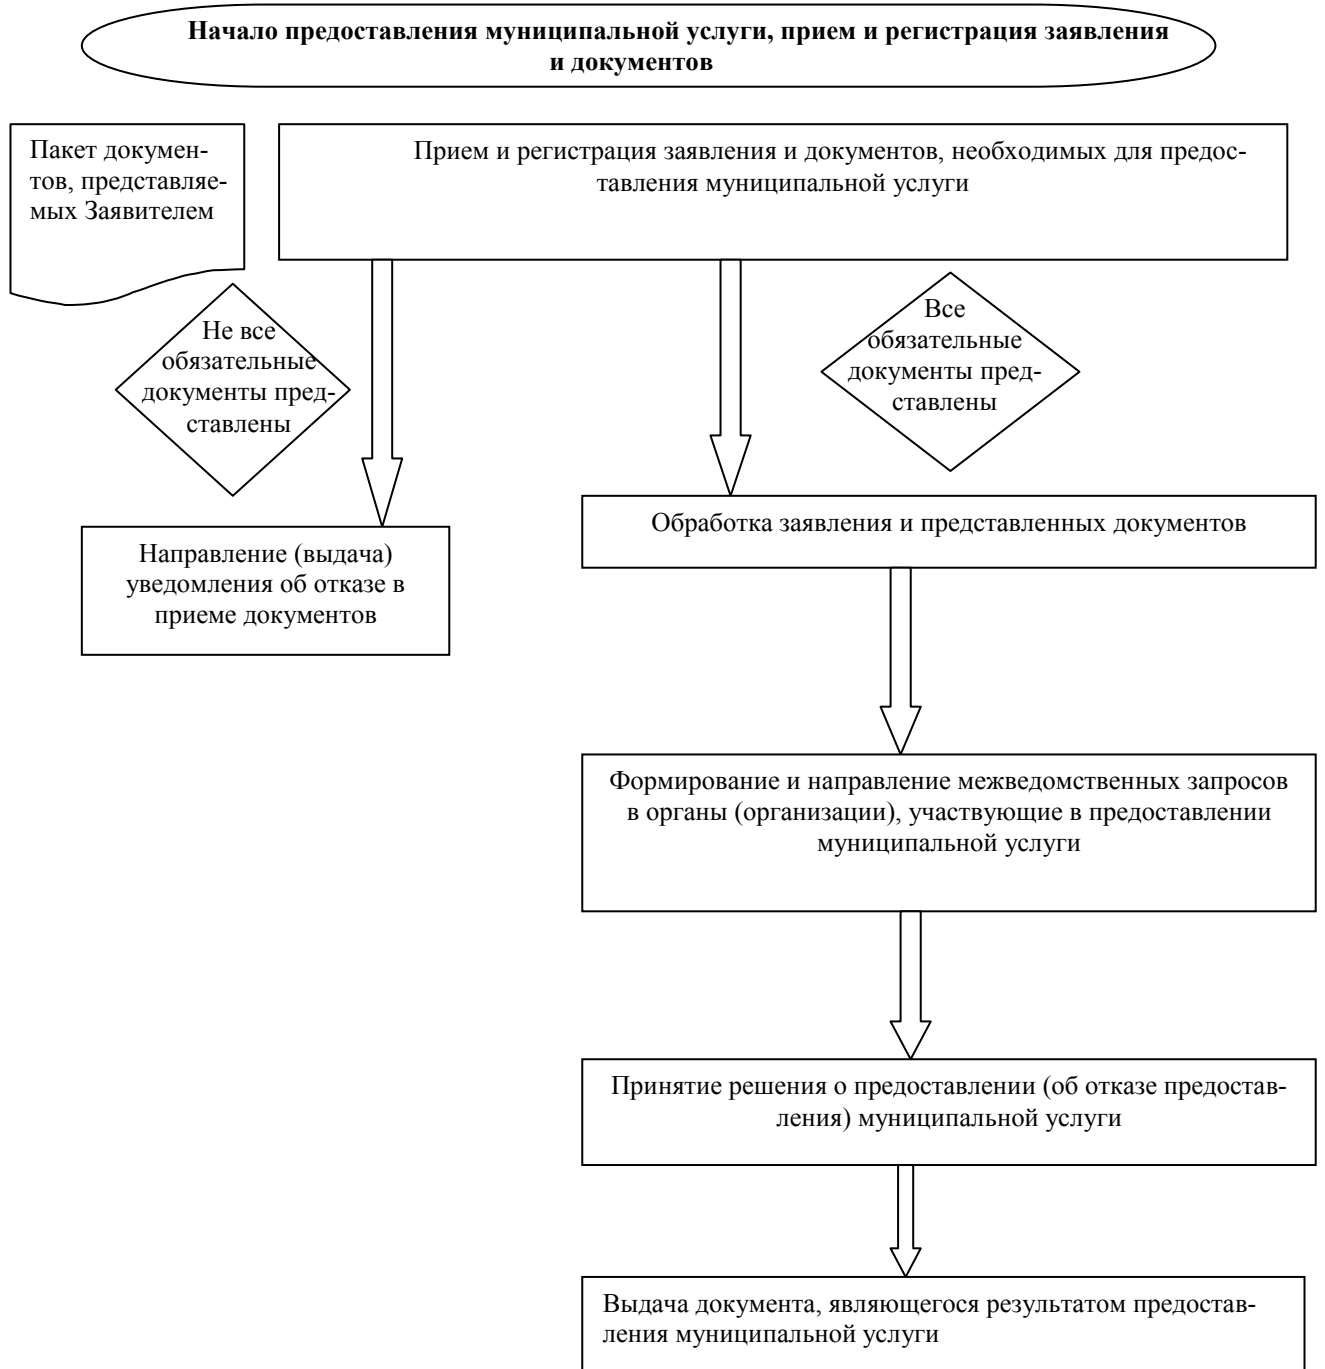 Начало предоставления муниципальной услуги, прием и регистрация заявления
и документов
Пакет докумен-
тов, представляе-
мых Заявителем
Прием и регистрация заявления и документов, необходимых для предос-
тавления муниципальной услуги
Не все
обязательные
документы пред-
ставлены
Все
обязательные
документы пред-
ставлены
Обработка заявления и представленных документов
Направление (выдача)
уведомления об отказе в
приеме документов
Формирование и направление межведомственных запросов
в органы (организации), участвующие в предоставлении
муниципальной услуги
Принятие решения о предоставлении (об отказе предостав-
ления) муниципальной услуги
Выдача документа, являющегося результатом предостав-
ления муниципальной услуги